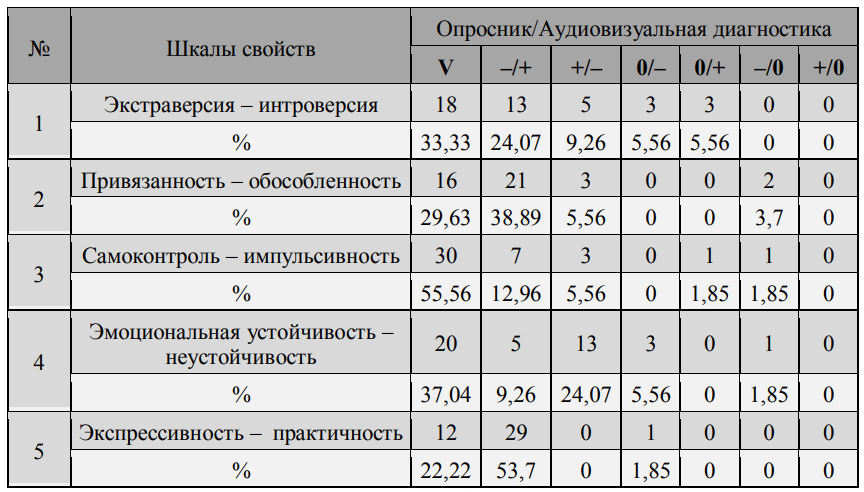 № Шкалы свойств Опросник/Аудиовизуальная диагностика
V –/+ +/– 0/– 0/+ –/0 +/0
1 Экстраверсия – интроверсия 18 13 5 3 3 0 0
% 33,33 24,07 9,26 5,56 5,56 0 0
2 Привязанность – обособленность 16 21 3 0 0 2 0
% 29,63 38,89 5,56 0 0 3,7 0
3 Самоконтроль – импульсивность 30 7 3 0 1 1 0
% 55,56 12,96 5,56 0 1,85 1,85 0
4 Эмоциональная устойчивость –
неустойчивость 20 5 13 3 0 1 0
% 37,04 9,26 24,07 5,56 0 1,85 0
5 Экспрессивность – практичность 12 29 0 1 0 0 0
% 22,22 53,7 0 1,85 0 0 0